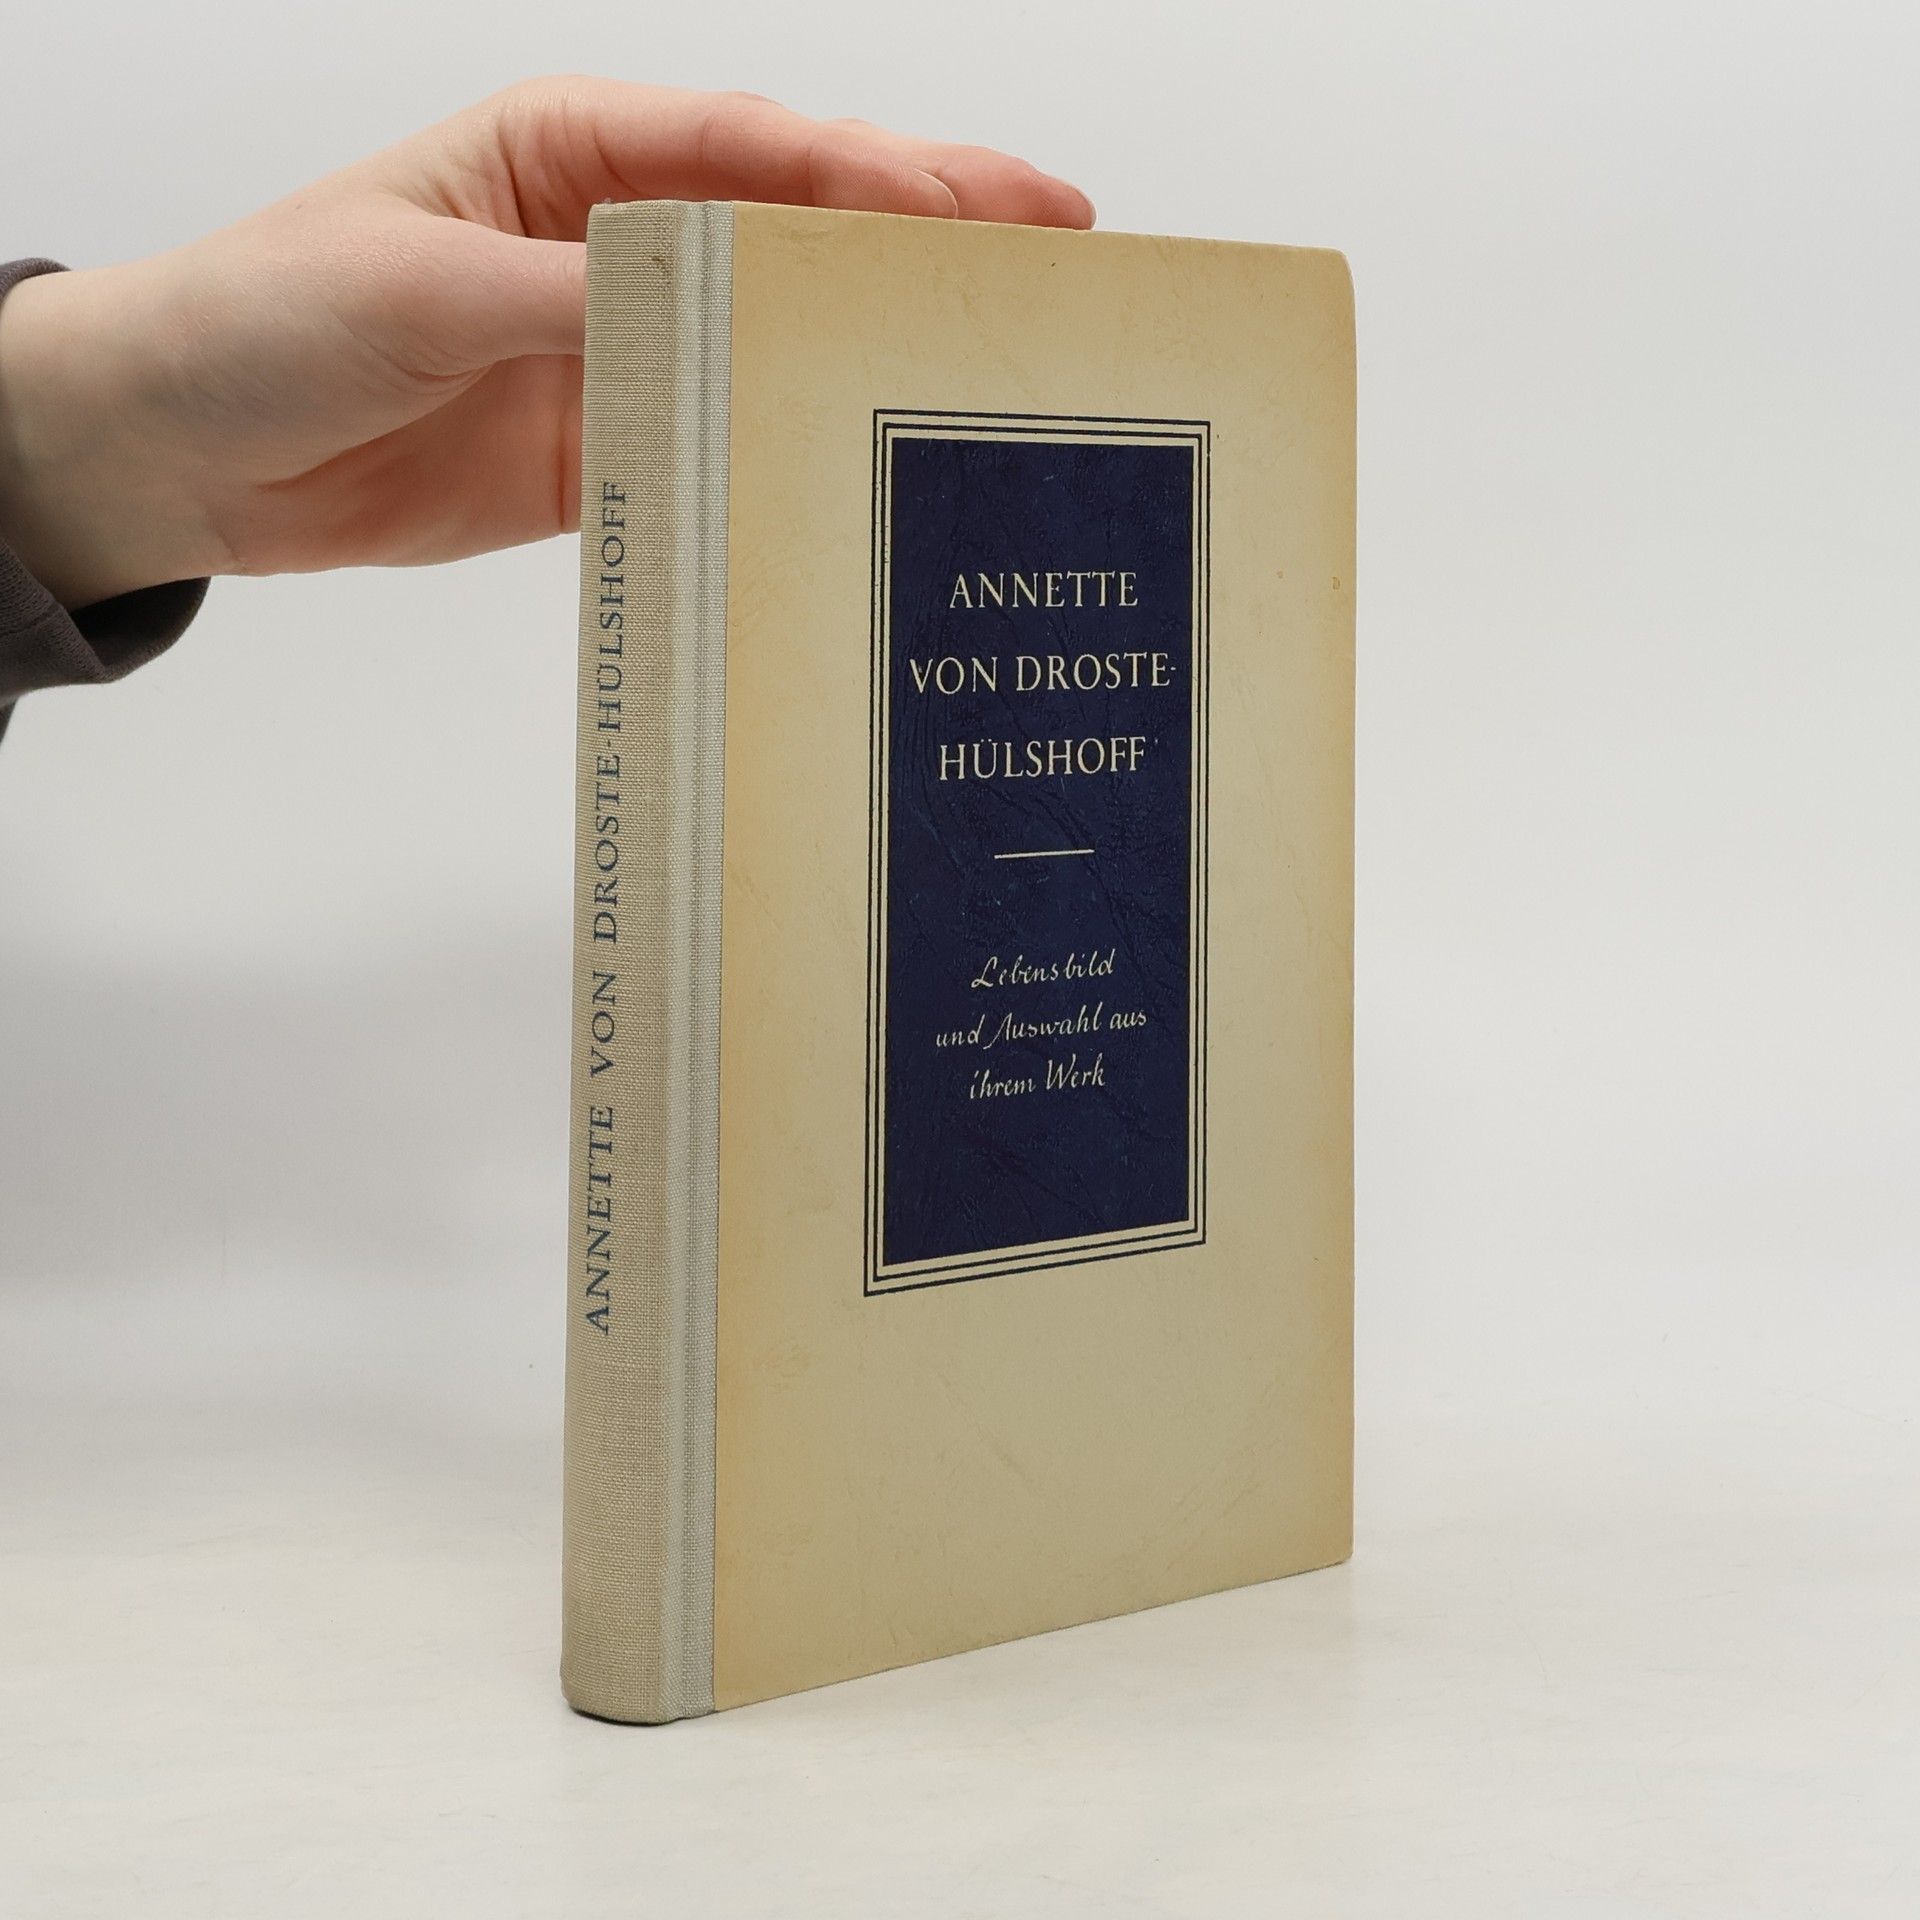 ANNETTE VON DROSTE-HÜLSHOFF
ANNETTE
VON DROSTE-
HÜLSHOFF
Lebensbild
und Auswahl aus
ihrem Werk